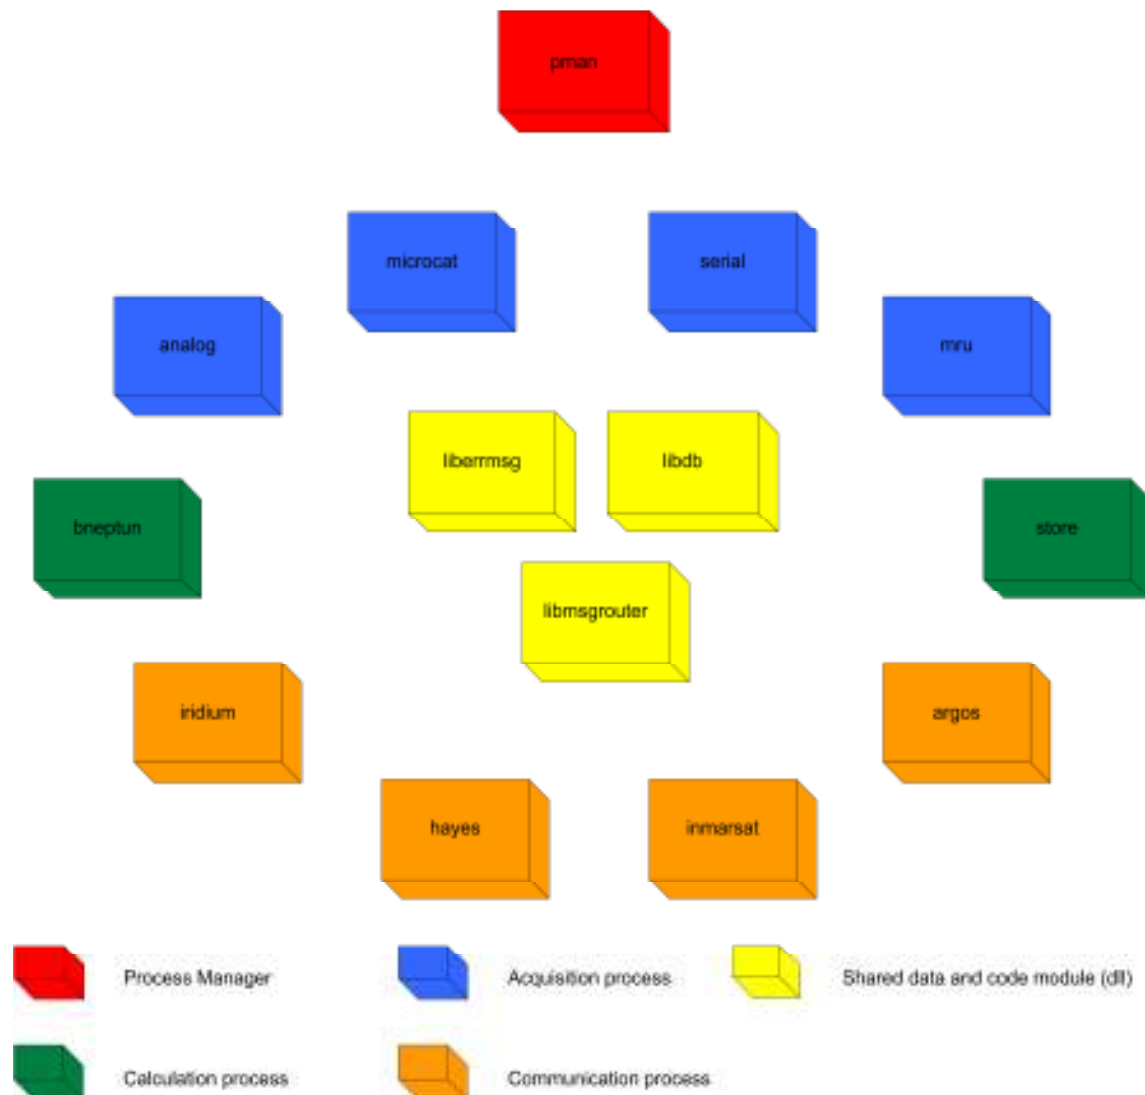 pman
microcat
serial
analog
mru
liberrmsg
libdb
bneptun
store
libmsgrouter
iridium
argos
hayes
inmarsat
Process Manager
Acquisition process
Shared data and code module (dll)
Calculation process
Communication process